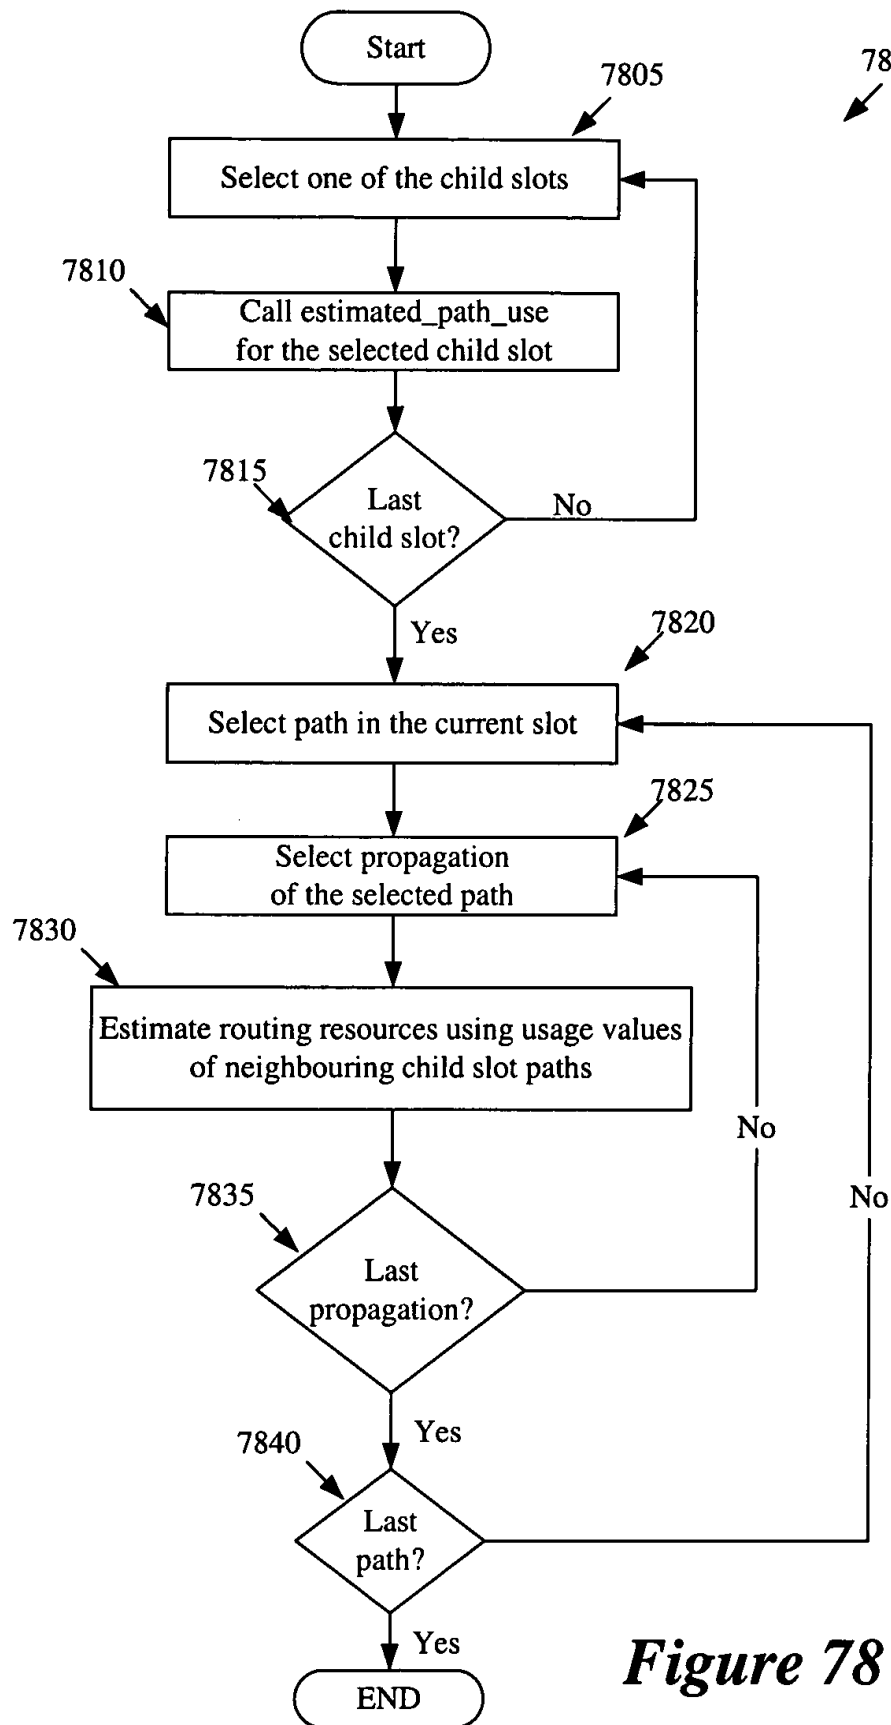 Start
78
7805
Select one of the child slots
7810
Call estimated_path_use
for the selected child slot
7815
Last
child slot?
No
Yes
7820
Select path in the current slot
7825
Select propagation
of the selected path
7830
Estimate routing resources using usage values
of neighbouring child slot paths
No
7835
No
Last
propagation?
Yes
7840
Last
path?
Yes
Figure 78
END